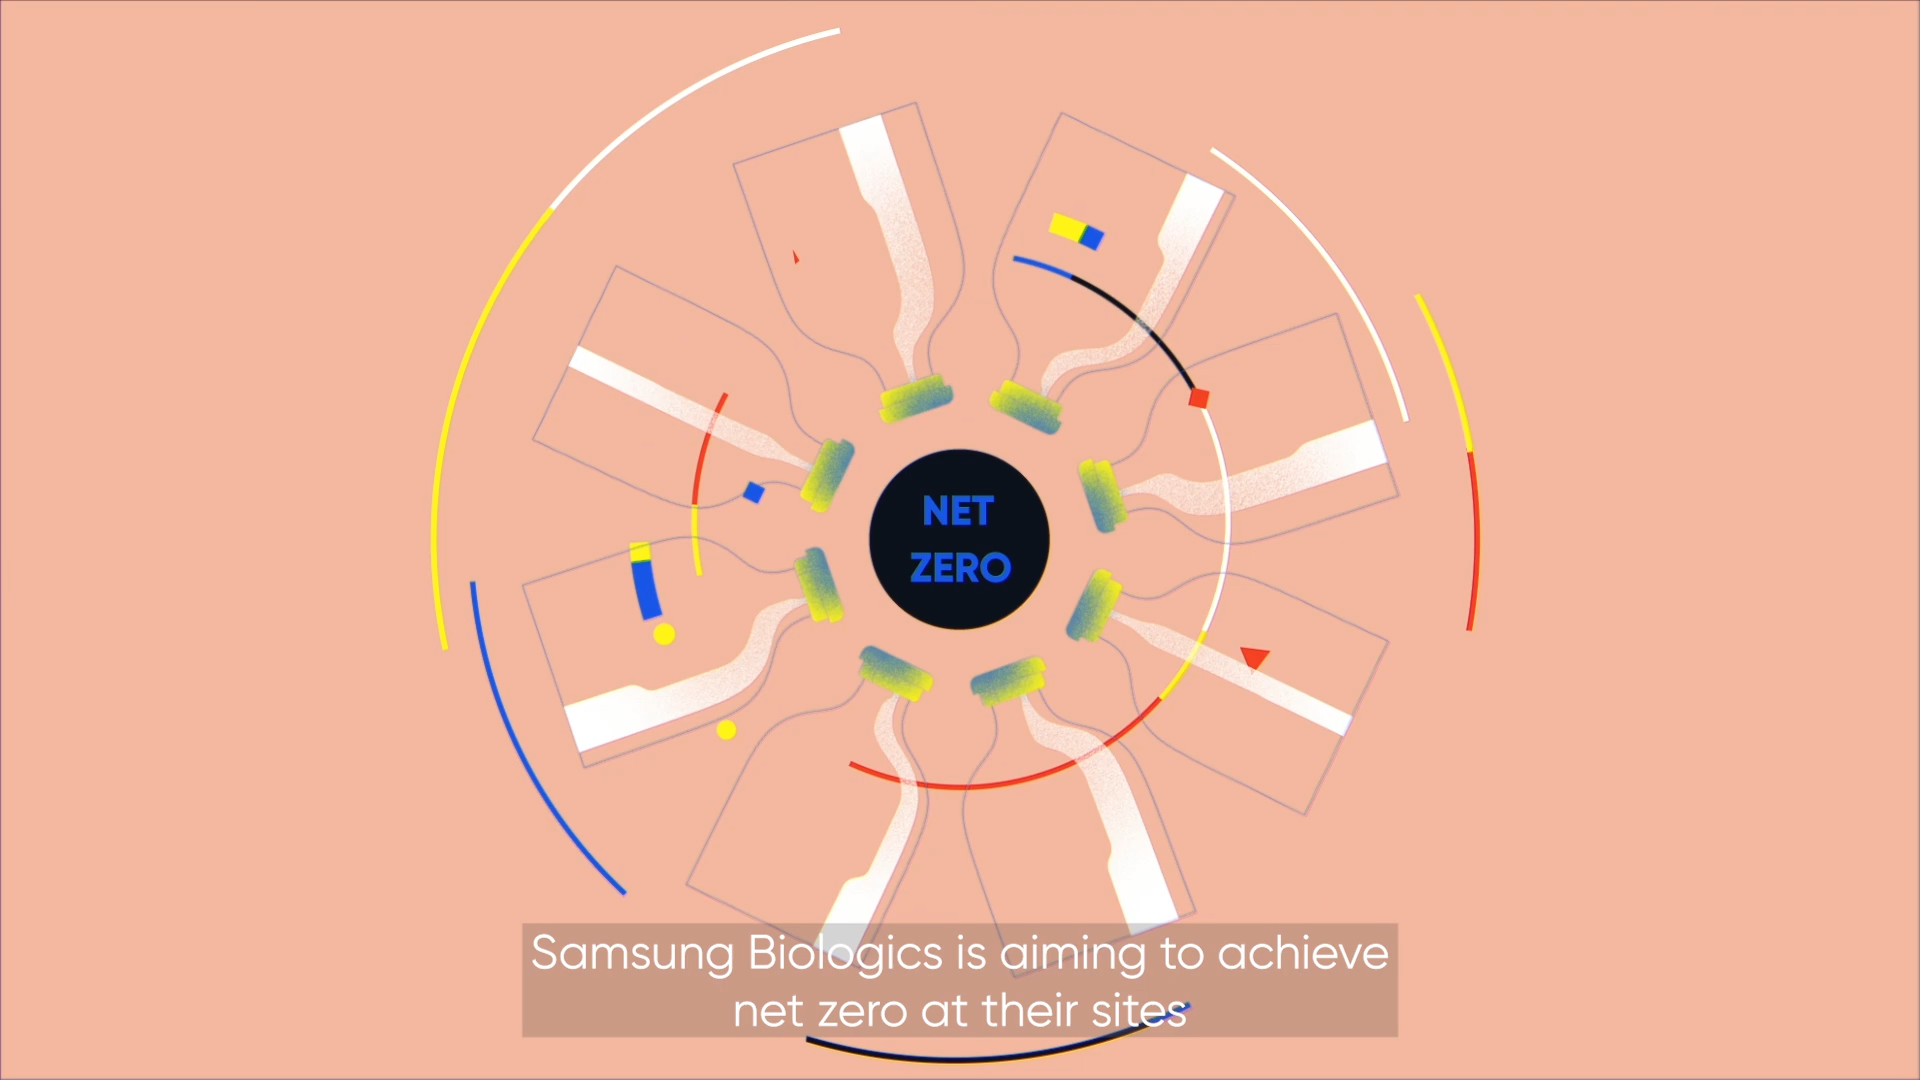 NET
ZERO
Samsung Biologics is aiming to achieve
net zero at their sites